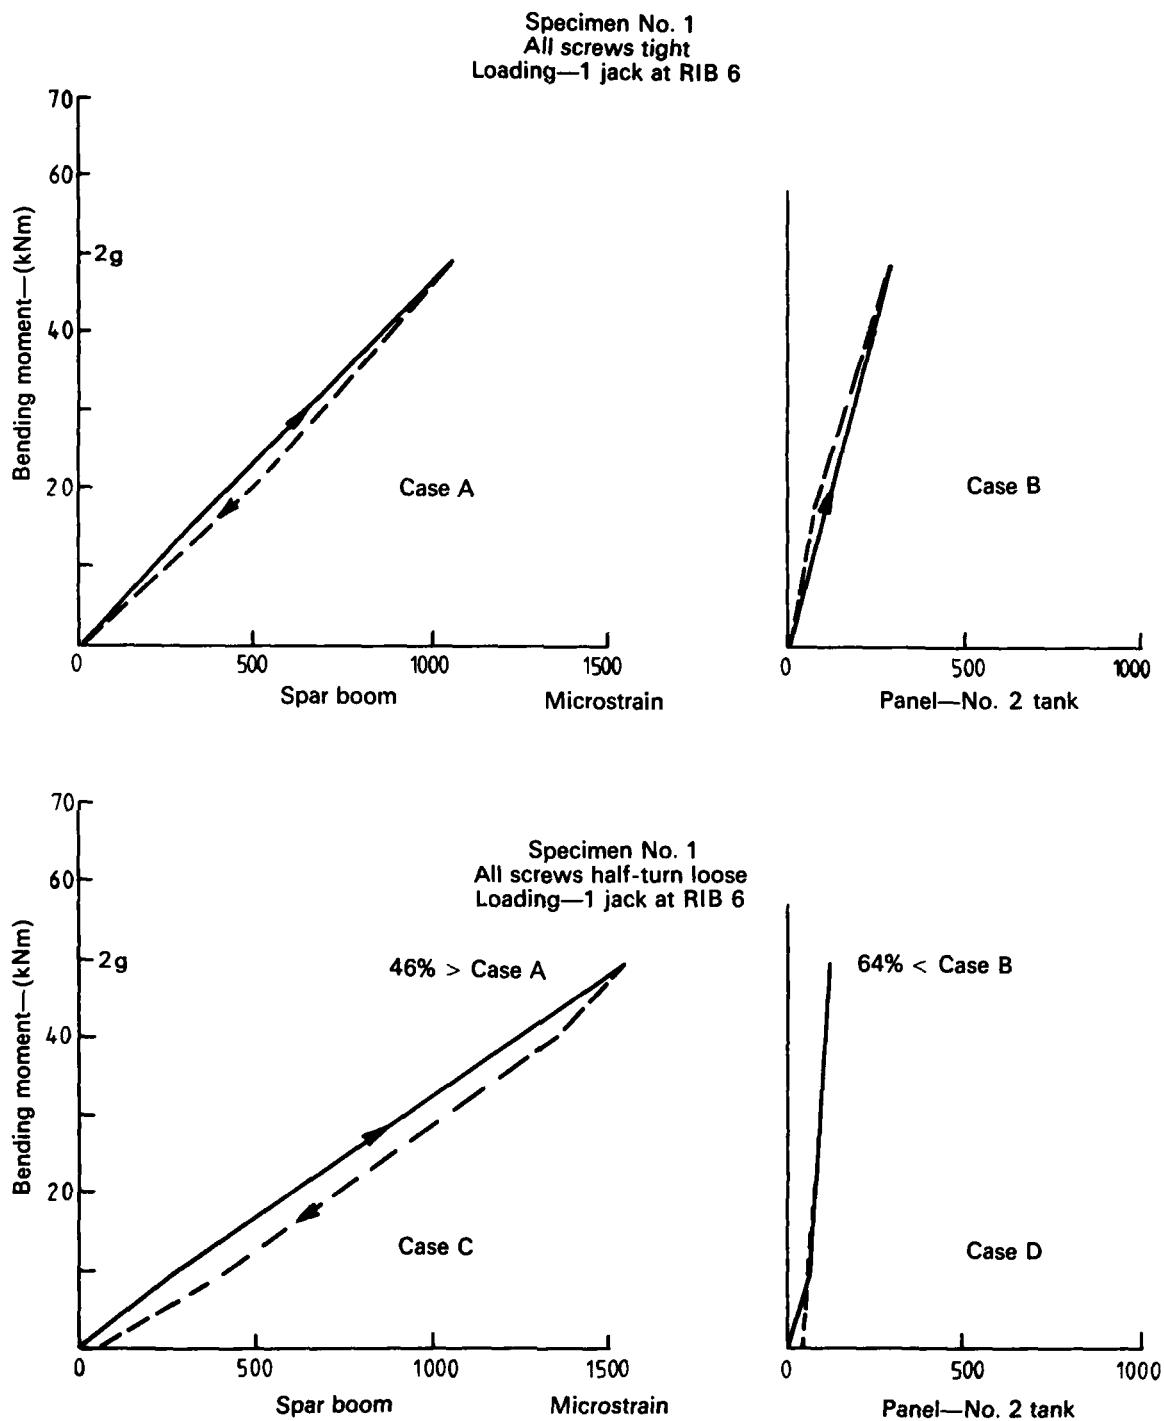 Specimen No. 1
All screws tight
Loading—1 jack at RIB 6
70
60
2g
40
20
Bending moment—(kNm)
Case A
Case B
0
500
1000
1500
0
500
1000
Spar boom
Microstrain
Panel—No. 2 tank
70
Specimen No. 1
All screws half-turn loose
Loading—1 jack at RIB 6
60
2g
46% > Case A
64% < Case B
40
20
Bending moment—(kNm)
Case C
Case D
0
500
1000
1500
0
500
1000
Spar boom
Microstrain
Panel—No. 2 tank